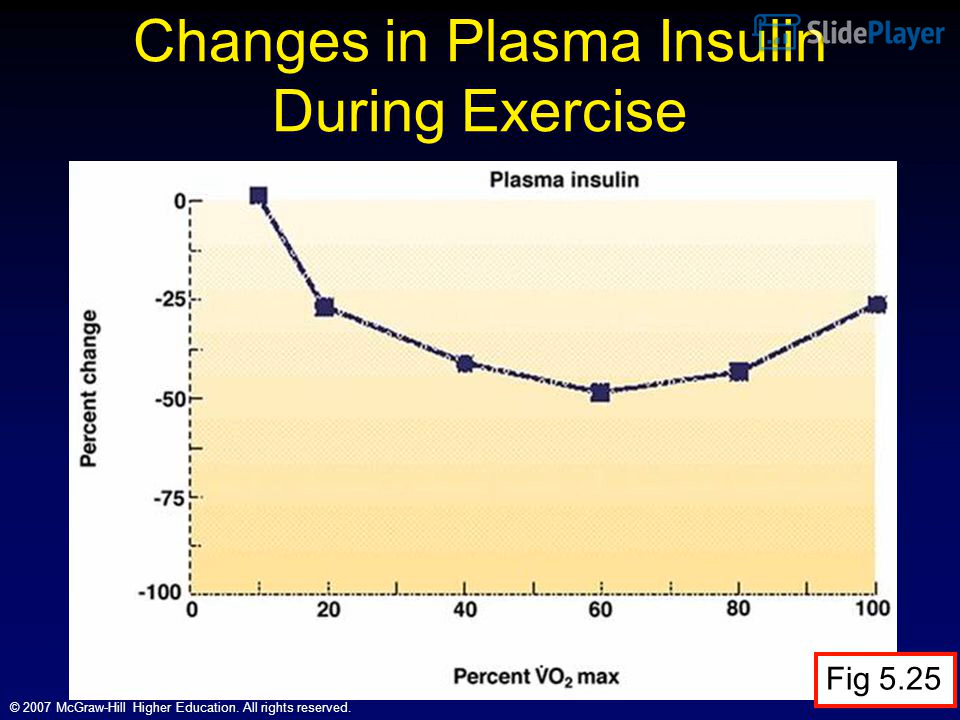 Changes in Plasma Insulin
During Exercise
SlidePlayer
Plasma insulin
0
-25
-50
-75
-100
Percent change
0 20 40 60 80 100
Percent V̇O₂ max
Fig 5.25
© 2007 McGraw-Hill Higher Education. All rights reserved.